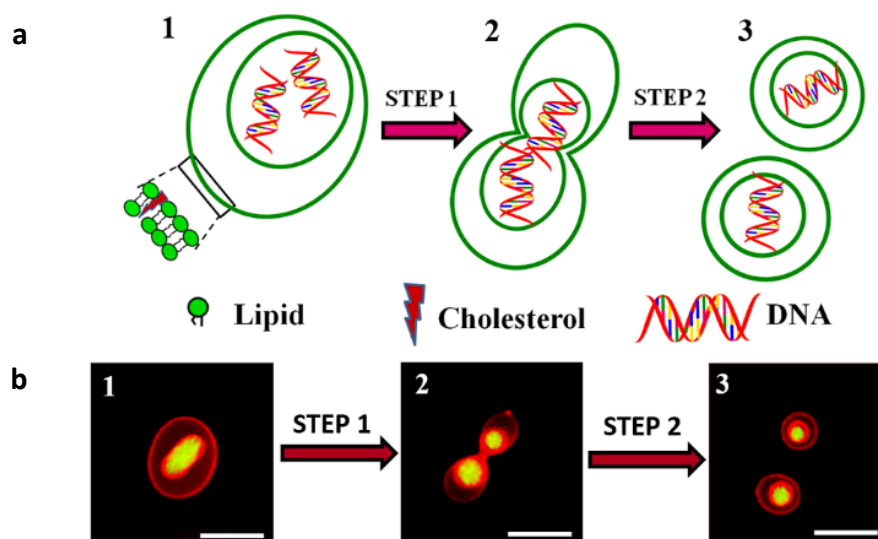 a
1
2
3
STEP 1
STEP 2
Lipid
Cholesterol
DNA
b
1
2
3
STEP 1
STEP 2